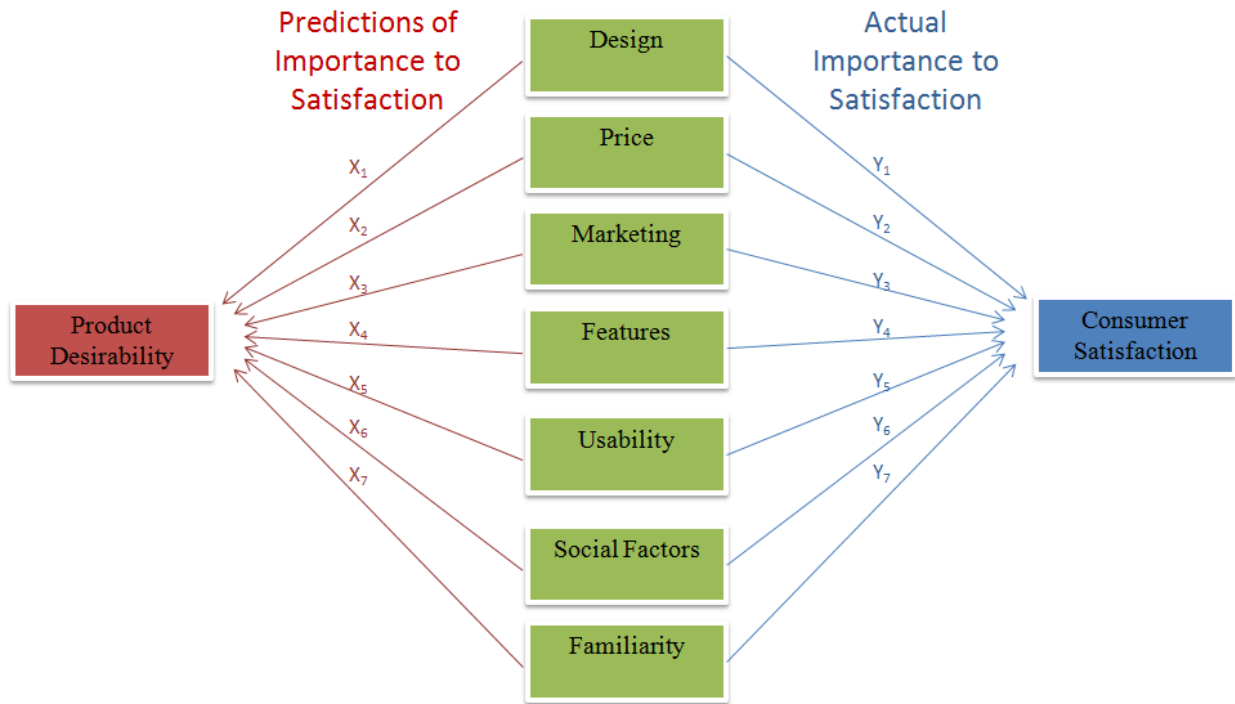 Predictions of
Importance to
Satisfaction
Actual
Importance to
Satisfaction
Design
Price
Marketing
Features
Usability
Social Factors
Familiarity
X₁
X₂
X₃
X₄
X₅
X₆
X₇
Y₁
Y₂
Y₃
Y₄
Y₅
Y₆
Y₇
Product
Desirability
Consumer
Satisfaction